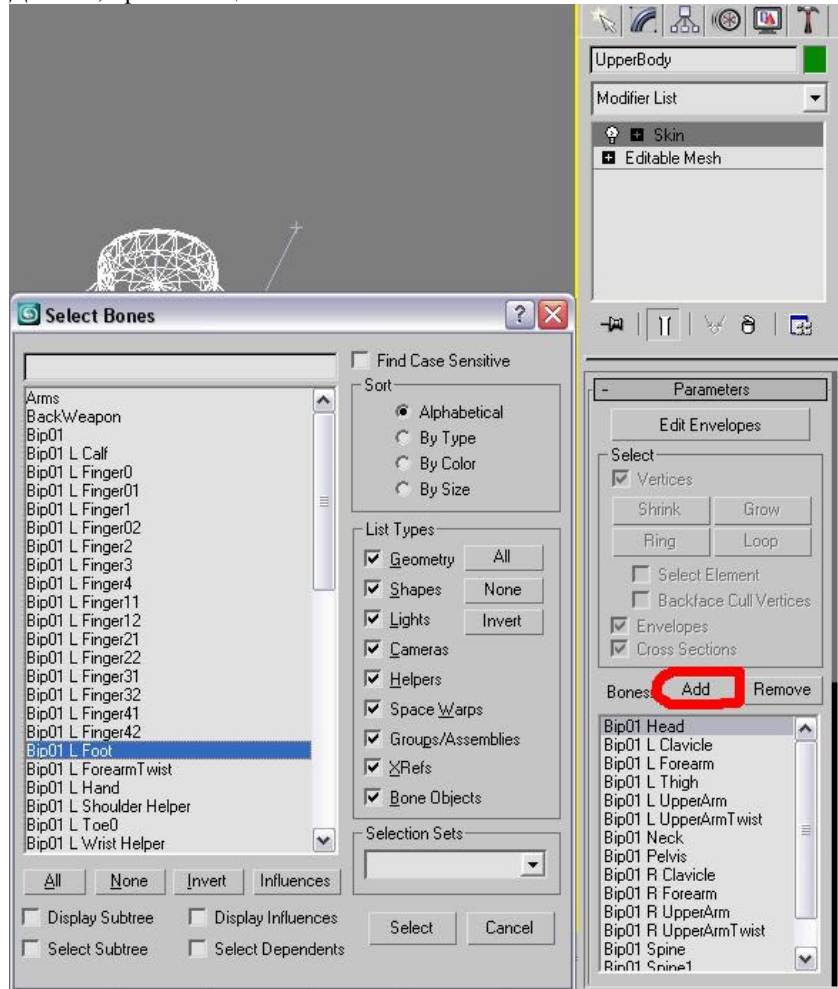 UpperBody
Modifier List
Skin
Editable Mesh
Select Bones
Find Case Sensitive
Arms
BackWeapon
Bip01
Bip01 L Calf
Bip01 L Finger0
Bip01 L Finger01
Bip01 L Finger1
Bip01 L Finger02
Bip01 L Finger2
Bip01 L Finger3
Bip01 L Finger4
Bip01 L Finger11
Bip01 L Finger12
Bip01 L Finger21
Bip01 L Finger22
Bip01 L Finger31
Bip01 L Finger32
Bip01 L Finger41
Bip01 L Finger42
Bip01 L Foot
Bip01 L ForearmTwist
Bip01 L Hand
Bip01 L Shoulder Helper
Bip01 L Toe0
Bip01 L Wrist Helper
Sort
Alphabetical
By Type
By Color
By Size
List Types
Geometry All
Shapes None
Lights Invert
Cameras
Helpers
Space Warps
Groups/Assemblies
XRefs
Bone Objects
Selection Sets
All None Invert Influences
Display Subtree Display Influences
Select Subtree Select Dependents
Select Cancel
- Parameters
Edit Envelopes
Select
Vertices
Shrink Grow
Ring Loop
Select Element
Backface Cull Vertices
Envelopes
Cross Sections
Bones: Add Remove
Bip01 Head
Bip01 L Clavicle
Bip01 L Forearm
Bip01 L Thigh
Bip01 L UpperArm
Bip01 L UpperArmTwist
Bip01 Neck
Bip01 Pelvis
Bip01 R Clavicle
Bip01 R Forearm
Bip01 R UpperArm
Bip01 R UpperArmTwist
Bip01 Spine
Bip01 Spine1